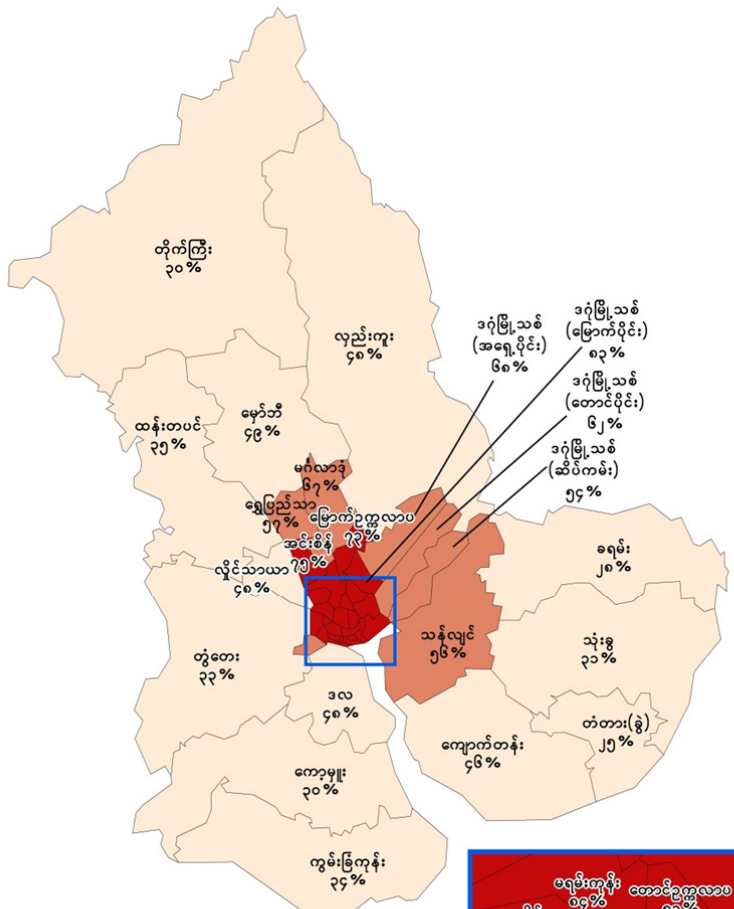 တိုက်ကြီး
၃၀%
လှည်းကူး
၄၈%
ဒဂုံမြို့သစ်
(အရှေ့ပိုင်း)
၆၈%
ဒဂုံမြို့သစ်
(မြောက်ပိုင်း)
၈၃%
ဒဂုံမြို့သစ်
(တောင်ပိုင်း)
၆၂%
ဒဂုံမြို့သစ်
(ဆိပ်ကမ်း)
၅၄%
ထန်းတပင်
၃၅%
မှော်ဘီ
၄၉%
မင်္ဂလာဒုံ
၆၇%
ရွှေပြည်သာ
၅၇%
မြောက်ဥက္ကလာပ
၇၃%
အင်းစိန်
၇၅%
လှိုင်သာယာ
၄၈%
ခရမ်း
၂၈%
သန်လျင်
၅၆%
သုံးခွ
၃၁%
တွံတေး
၃၃%
ဒလ
၄၈%
တံတား(ခွဲ)
၂၅%
ကျောက်တန်း
၄၆%
ကော့မှူး
၃၀%
ကွမ်းခြံကုန်း
၃၄%
မရမ်းကုန်း
၈၄%
တောင်ဥက္ကလာပ